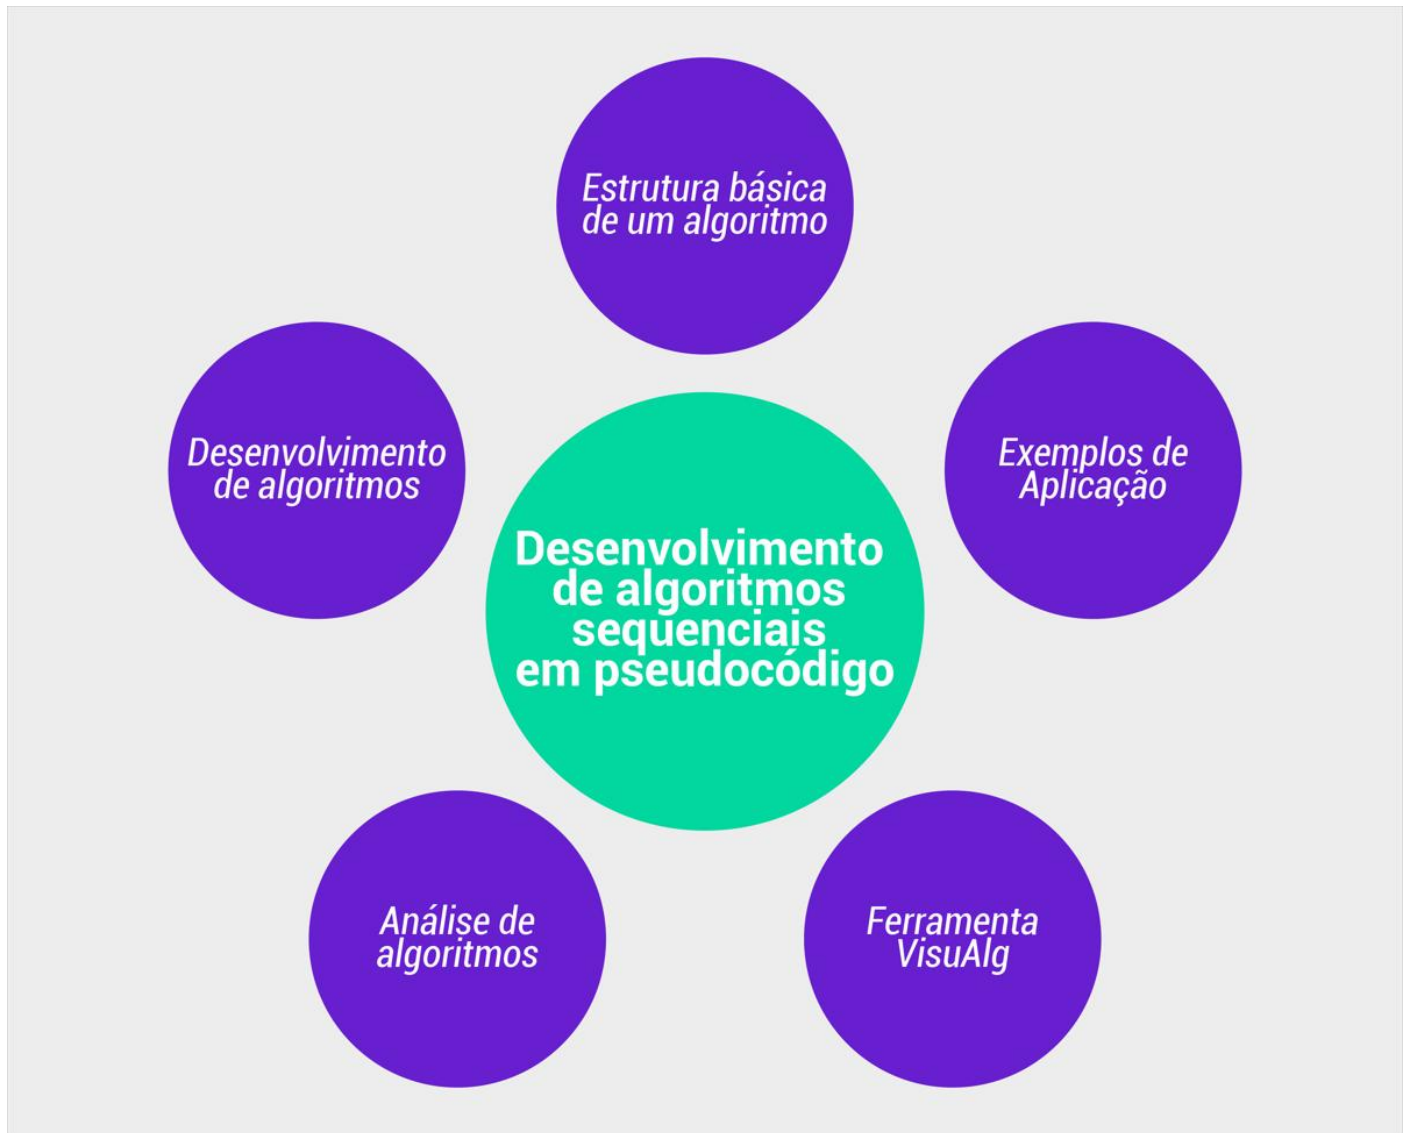 Estrutura básica
de um algoritmo
Desenvolvimento
de algoritmos
Exemplos de
Aplicação
Desenvolvimento
de algoritmos
sequenciais
em pseudocódigo
Análise de
algoritmos
Ferramenta
VisuAlg